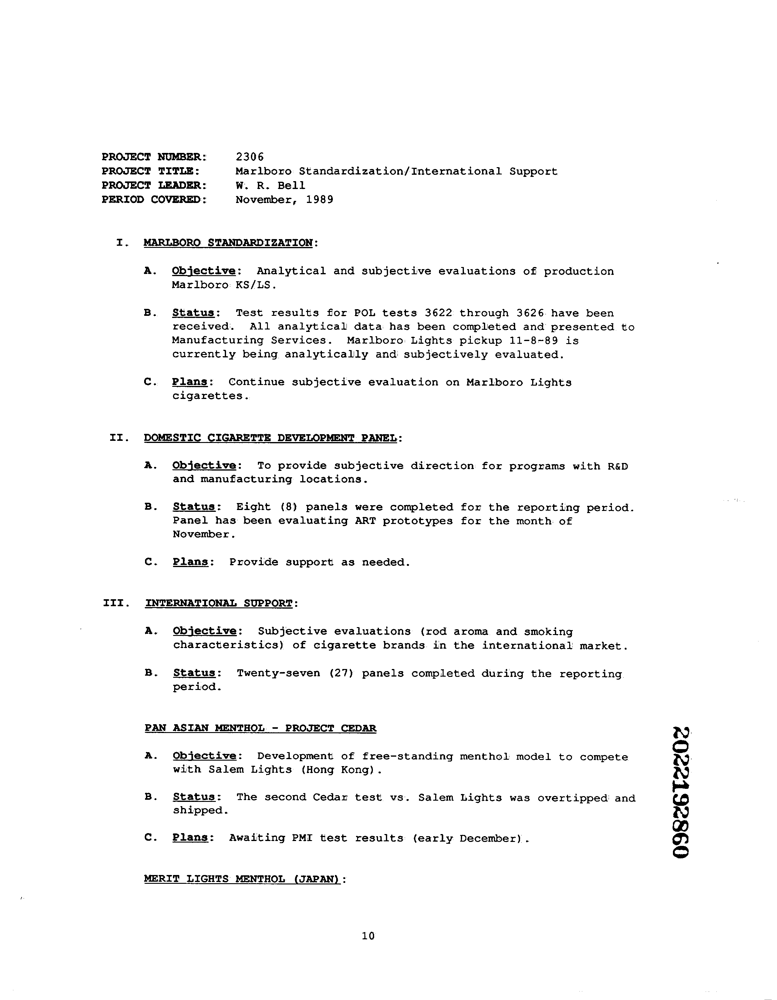 PROJECT NUMBER: 2306
PROJECT TITLE: Marlboro Standardization/International Support
PROJECT LEADER: W. R. Bell
PERIOD COVERED: November, 1989
I. MARLBORO STANDARDIZATION:
A. Objective: Analytical and subjective evaluations of production
Marlboro KS/LS.
B. Status: Test results for POL tests 3622 through 3626 have been
received. All analytical data has been completed and presented to
Manufacturing Services. Marlboro Lights pickup 11-8-89 is
currently being analytically and subjectively evaluated.
C. Plans: Continue subjective evaluation on Marlboro Lights
cigarettes.
II. DOMESTIC CIGARETTE DEVELOPMENT PANEL:
A. Objective: To provide subjective direction for programs with R&D
and manufacturing locations.
B. Status: Eight (8) panels were completed for the reporting period.
Panel has been evaluating ART prototypes for the month of
November.
C. Plans: Provide support as needed.
III. INTERNATIONAL SUPPORT:
A. Objective: Subjective evaluations (rod aroma and smoking
characteristics) of cigarette brands in the international market.
B. Status: Twenty-seven (27) panels completed during the reporting
period.
PAN ASIAN MENTHOL - PROJECT CEDAR
A. Objective: Development of free-standing menthol model to compete
with Salem Lights (Hong Kong).
B. Status: The second Cedar test vs. Salem Lights was overtipped and
shipped.
C. Plans: Awaiting PMI test results (early December).
MERIT LIGHTS MENTHOL (JAPAN):
10
2022192860